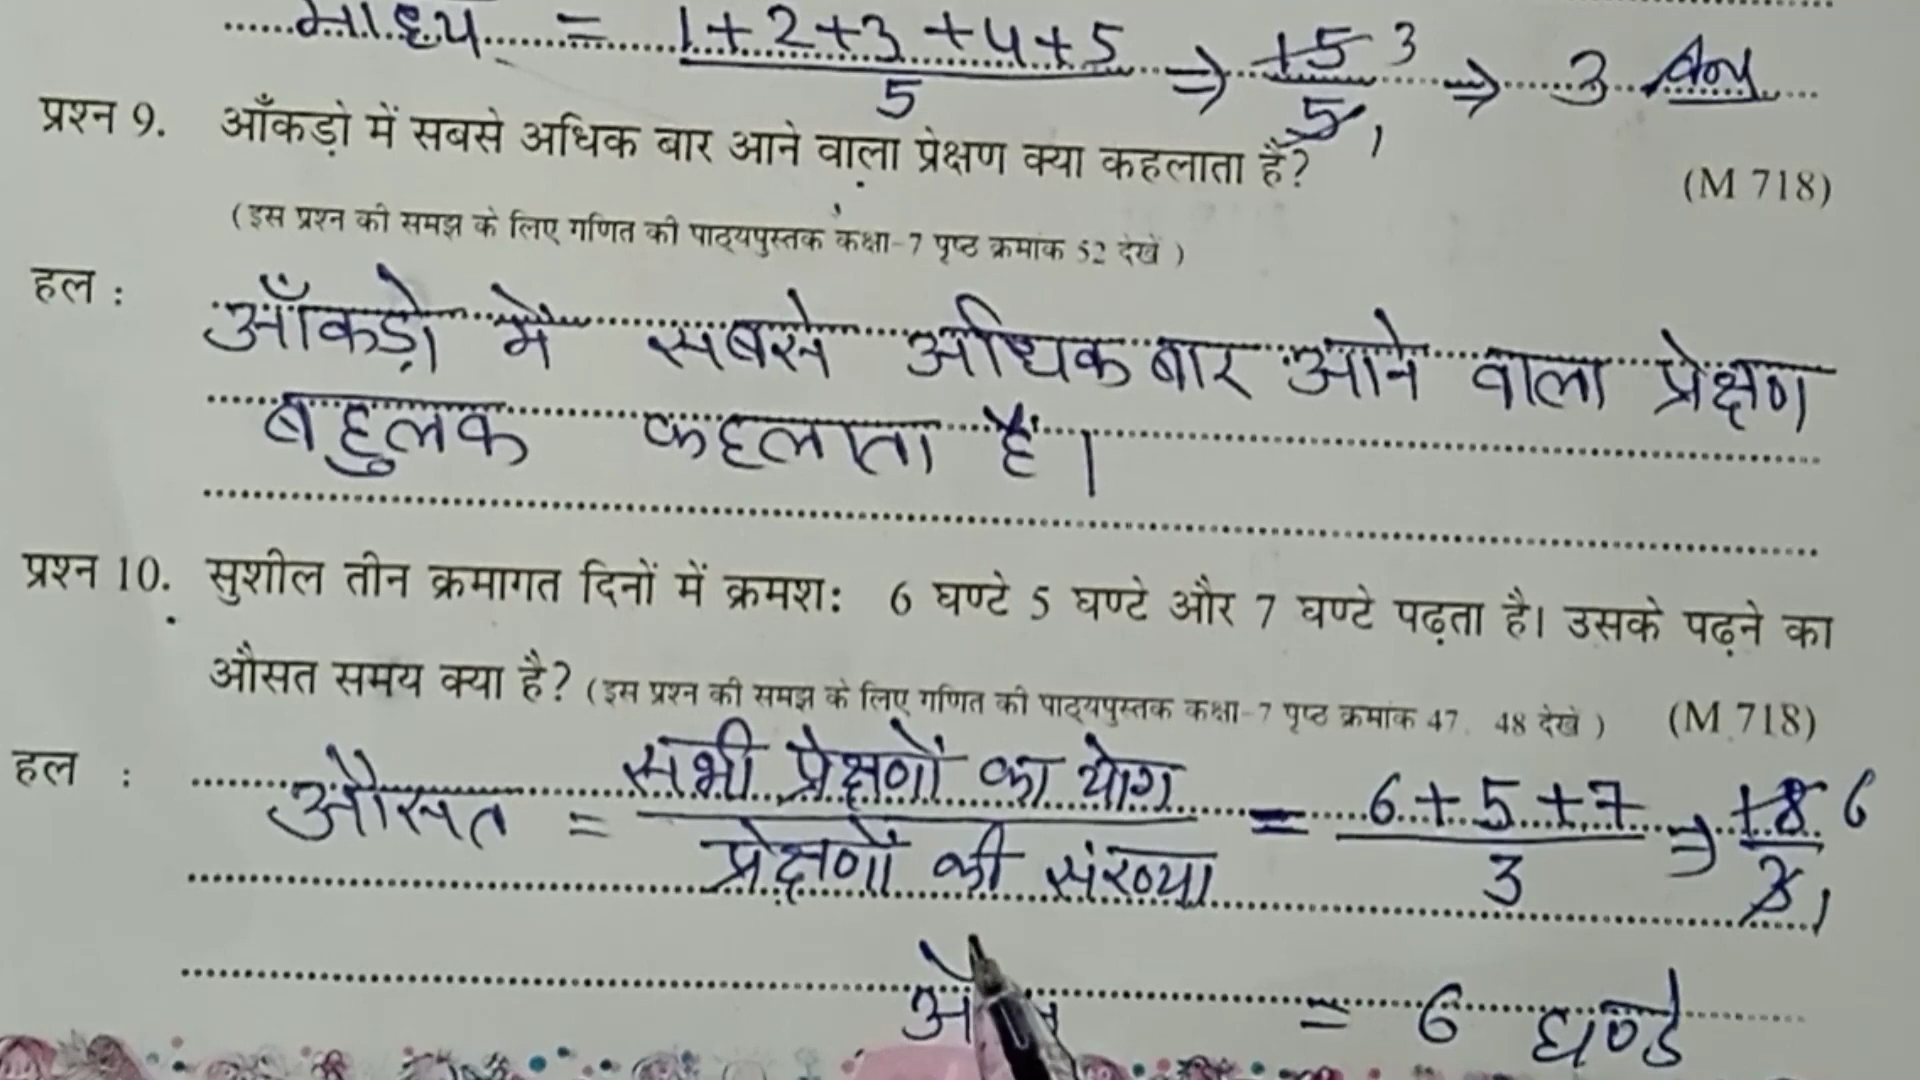 माध्य = 1+2+3+4+5 / 5 ⇒ 15 3 / 5 1 ⇒ 3
प्रश्न 9. आँकड़ो में सबसे अधिक बार आने वाला प्रेक्षण क्या कहलाता है? (M 718)
(इस प्रश्न की समझ के लिए गणित की पाठ्यपुस्तक कक्षा-7 पृष्ठ क्रमांक 52 देखें )
हल : आँकड़ो में सबसे अधिक बार आने वाला प्रेक्षण
बहुलक कहलाता है।
प्रश्न 10. सुशील तीन क्रमागत दिनों में क्रमश: 6 घण्टे 5 घण्टे और 7 घण्टे पढ़ता है। उसके पढ़ने का
औसत समय क्या है? (इस प्रश्न की समझ के लिए गणित की पाठ्यपुस्तक कक्षा-7 पृष्ठ क्रमांक 47, 48 देखें ) (M 718)
हल : औसत = सभी प्रेक्षणों का योग / प्रेक्षणों की संख्या = 6+5+7 / 3 ⇒ 18 6 / 3 1
= 6 घण्टे